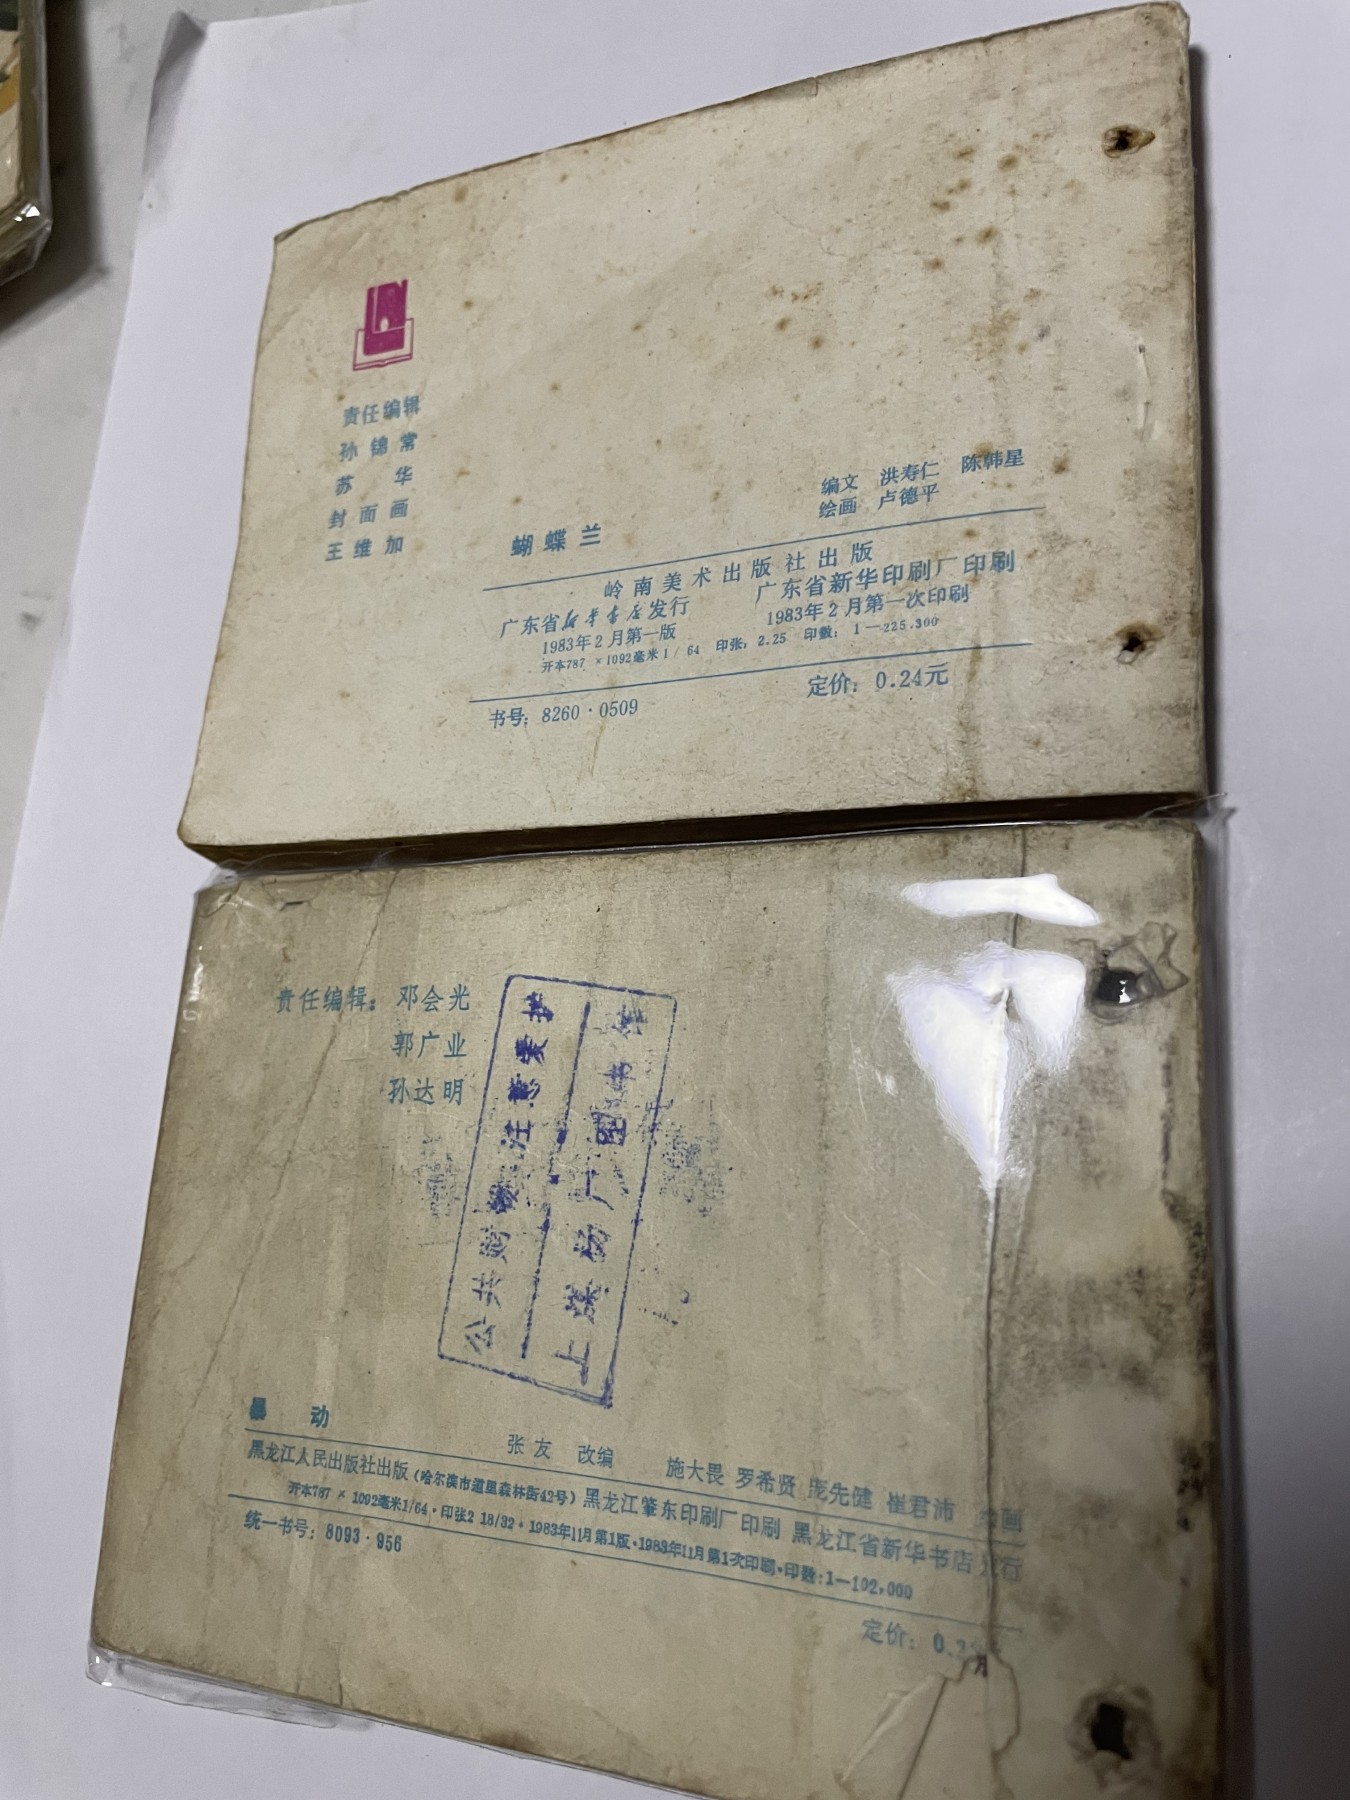 责任编辑
孙锦常
苏华
封面画
王维加
编文 洪寿仁 陈韩星
绘画 卢德平
蝴蝶兰
岭南美术出版社出版
广东省新华书店发行 广东省新华印刷厂印刷
1983年2月第一版 1983年2月第一次印刷
开本787×1092毫米1/64 印张：2.25 印数：1—225,300
书号：8260·0509 定价：0.24元
责任编辑：邓会光
郭广业
孙达明
公共财 注意爱护
上 杨厂图书
暴动
张友 改编 施大畏 罗希贤 庞先健 崔君沛 绘画
黑龙江人民出版社出版（哈尔滨市道里森林街42号）黑龙江肇东印刷厂印刷 黑龙江省新华书店发行
开本787×1092毫米1/64·印张2 18/32·1983年11月第1版·1983年11月第1次印刷·印数：1—102,000
统一书号：8093·956 定价：0.2